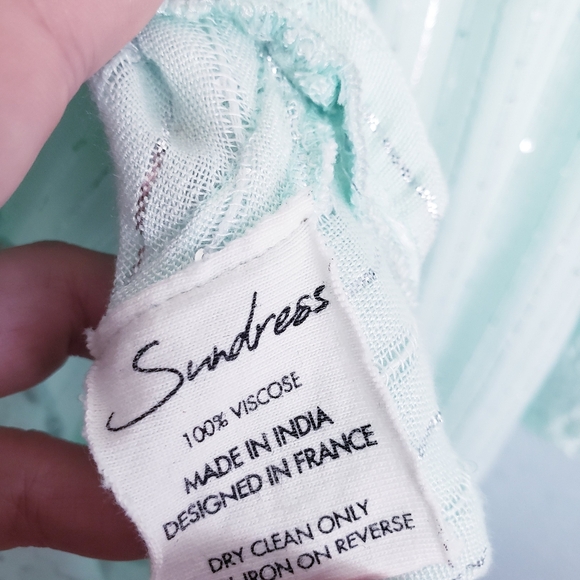 Sundress
100% VISCOSE
MADE IN INDIA
DESIGNED IN FRANCE
DRY CLEAN ONLY
IRON ON REVERSE